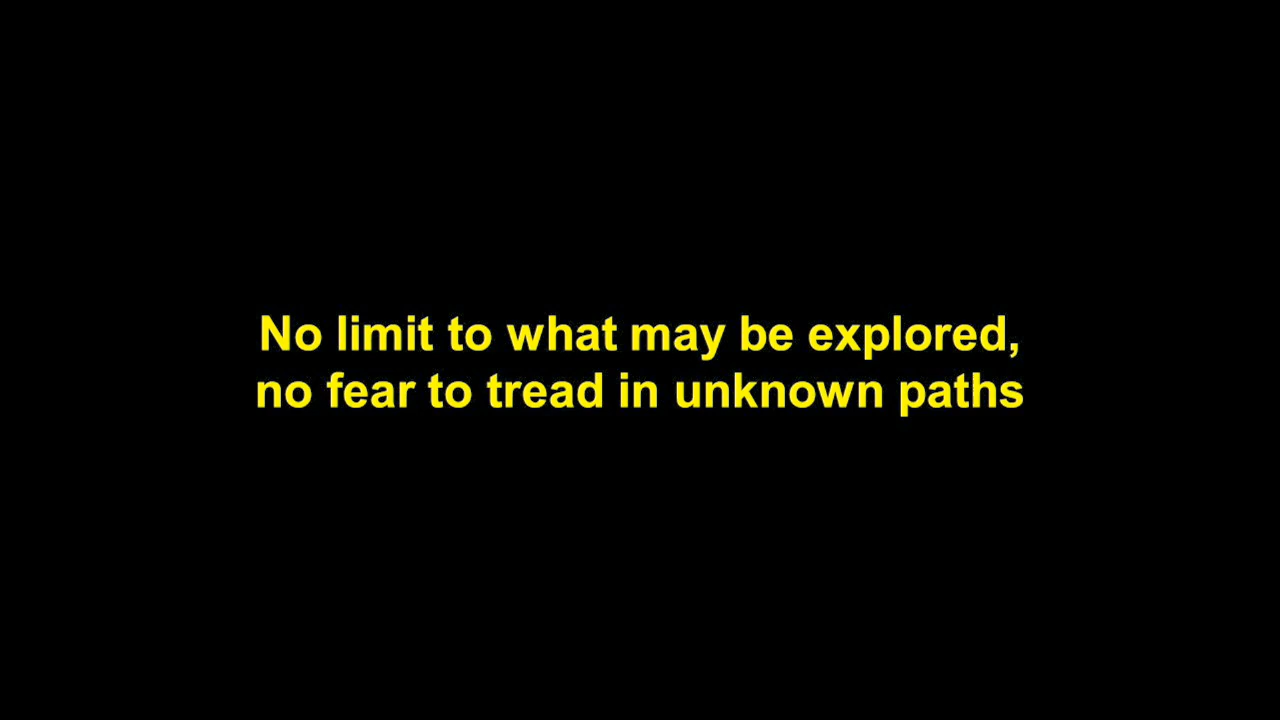 No limit to what may be explored,
no fear to tread in unknown paths